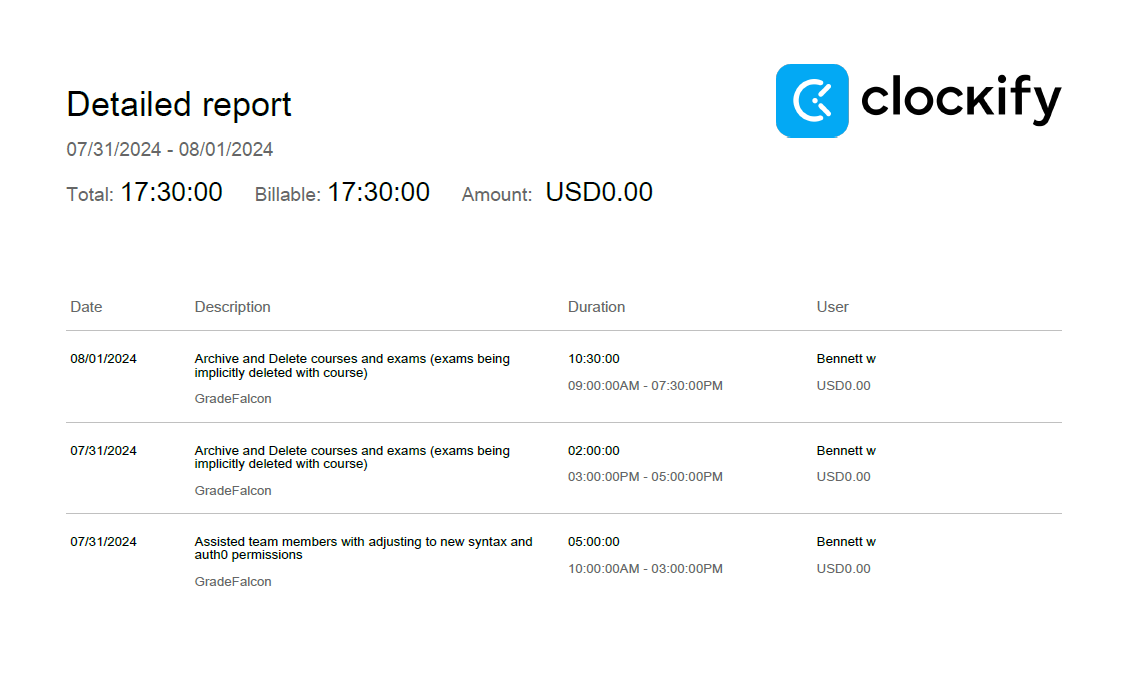 clockify
Detailed report
07/31/2024 - 08/01/2024
Total: 17:30:00 Billable: 17:30:00 Amount: USD0.00
Date Description Duration User
08/01/2024 Archive and Delete courses and exams (exams being 10:30:00 Bennett w
implicitly deleted with course)
09:00:00AM - 07:30:00PM USD0.00
GradeFalcon
07/31/2024 Archive and Delete courses and exams (exams being 02:00:00 Bennett w
implicitly deleted with course)
03:00:00PM - 05:00:00PM USD0.00
GradeFalcon
07/31/2024 Assisted team members with adjusting to new syntax and 05:00:00 Bennett w
auth0 permissions
10:00:00AM - 03:00:00PM USD0.00
GradeFalcon